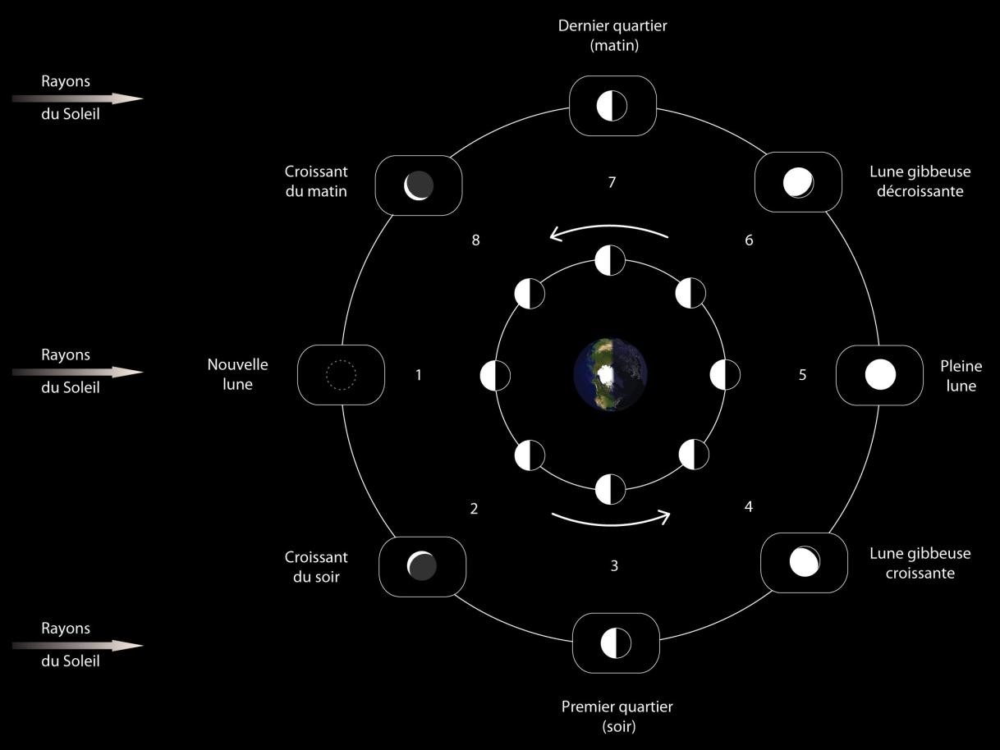 Dernier quartier
(matin)
Rayons
du Soleil
Croissant
du matin
7
Lune gibbeuse
décroissante
8
6
Rayons
du Soleil
Nouvelle
lune
1
5
Pleine
lune
2
4
Croissant
du soir
3
Lune gibbeuse
croissante
Rayons
du Soleil
Premier quartier
(soir)